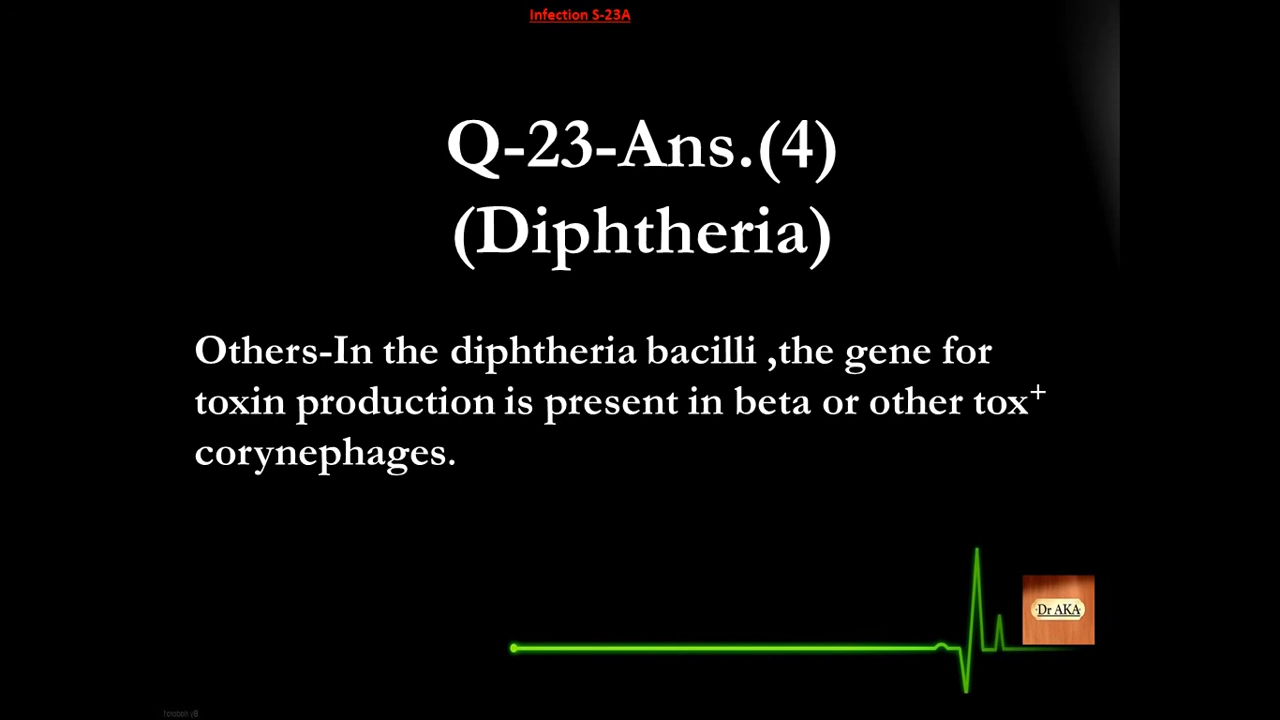 Infection S-23A
Q-23-Ans.(4)
(Diphtheria)
Others-In the diphtheria bacilli ,the gene for
toxin production is present in beta or other tox⁺
corynephages.
Dr AKA